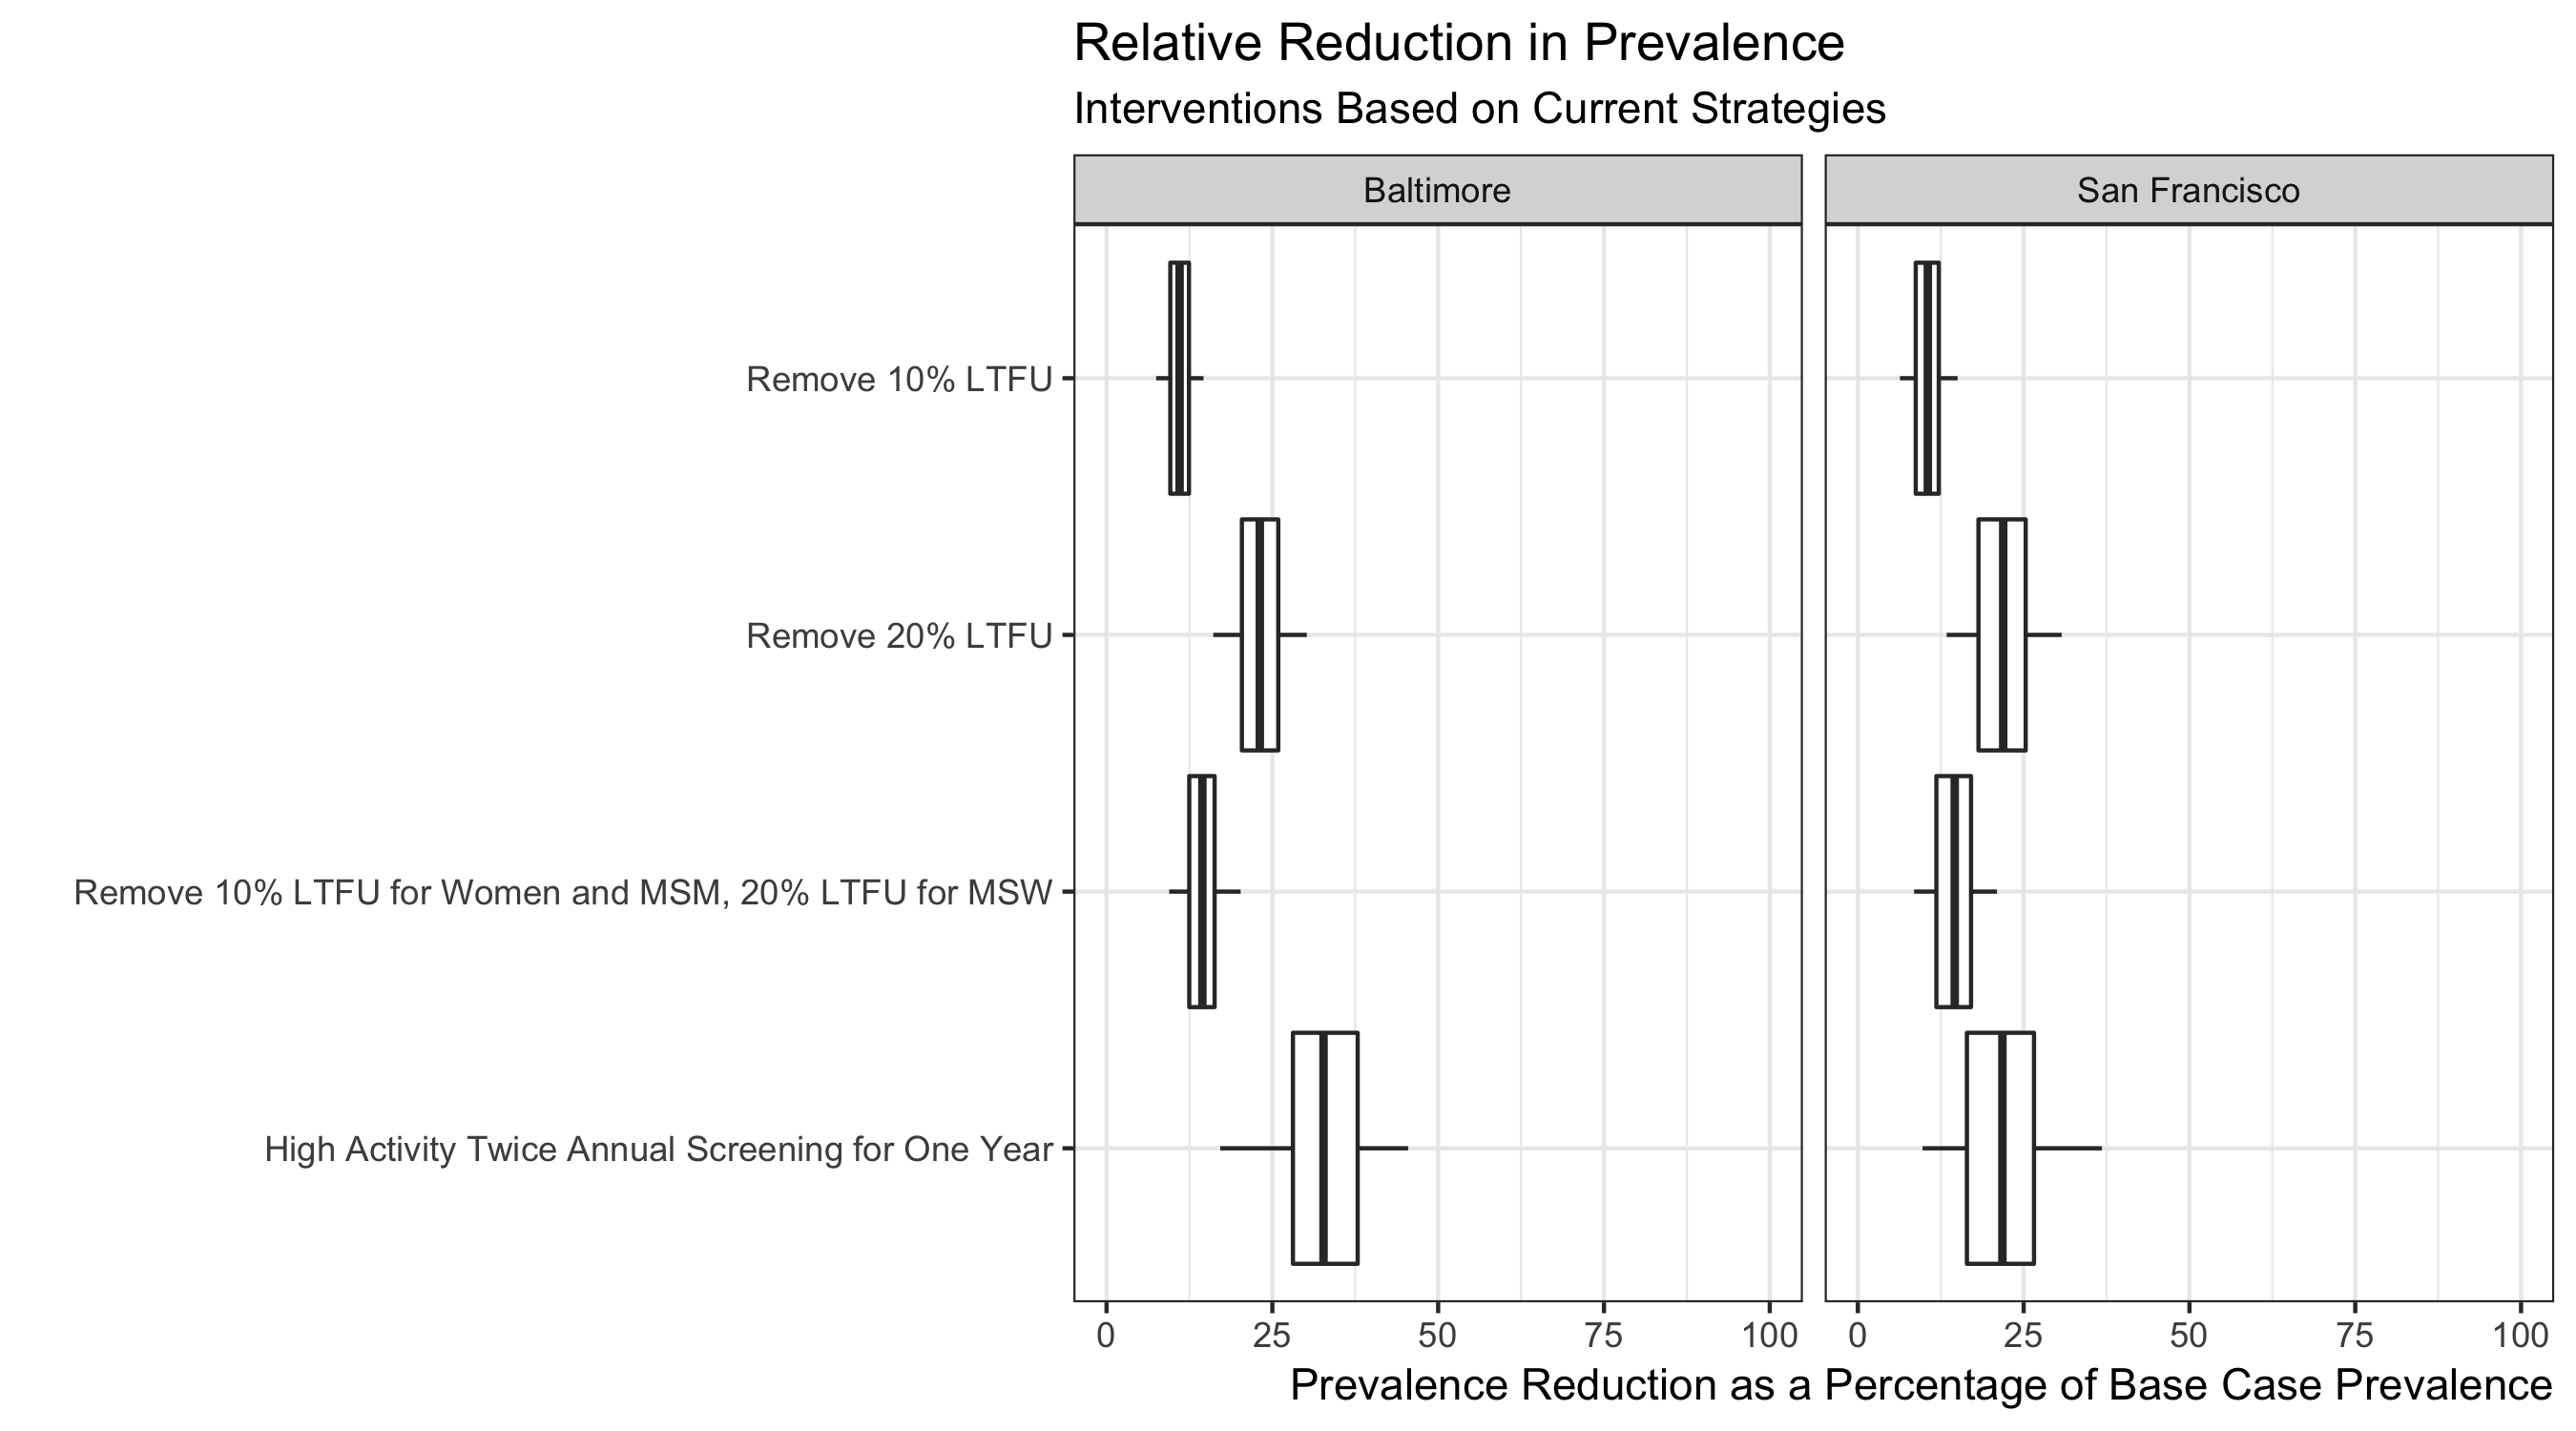 Relative Reduction in Prevalence
Interventions Based on Current Strategies
Baltimore
San Francisco
Remove 10% LTFU
Remove 20% LTFU
Remove 10% LTFU for Women and MSM, 20% LTFU for MSW
High Activity Twice Annual Screening for One Year
0 25 50 75 100
0 25 50 75 100
Prevalence Reduction as a Percentage of Base Case Prevalence